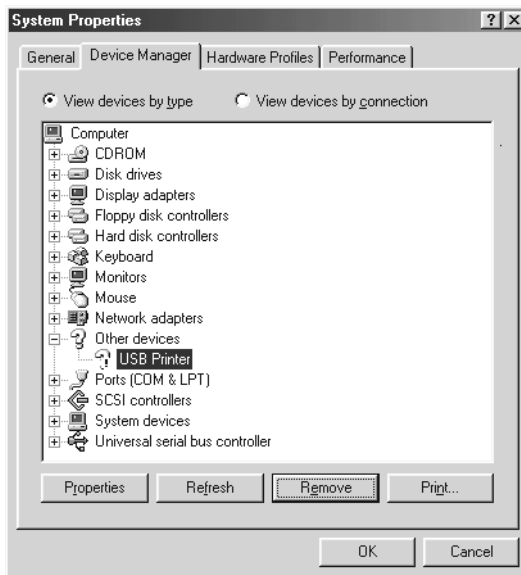 System Properties
General Device Manager Hardware Profiles Performance
View devices by type View devices by connection
Computer
CDROM
Disk drives
Display adapters
Floppy disk controllers
Hard disk controllers
Keyboard
Monitors
Mouse
Network adapters
Other devices
USB Printer
Ports (COM & LPT)
SCSI controllers
System devices
Universal serial bus controller
Properties Refresh Remove Print...
OK Cancel